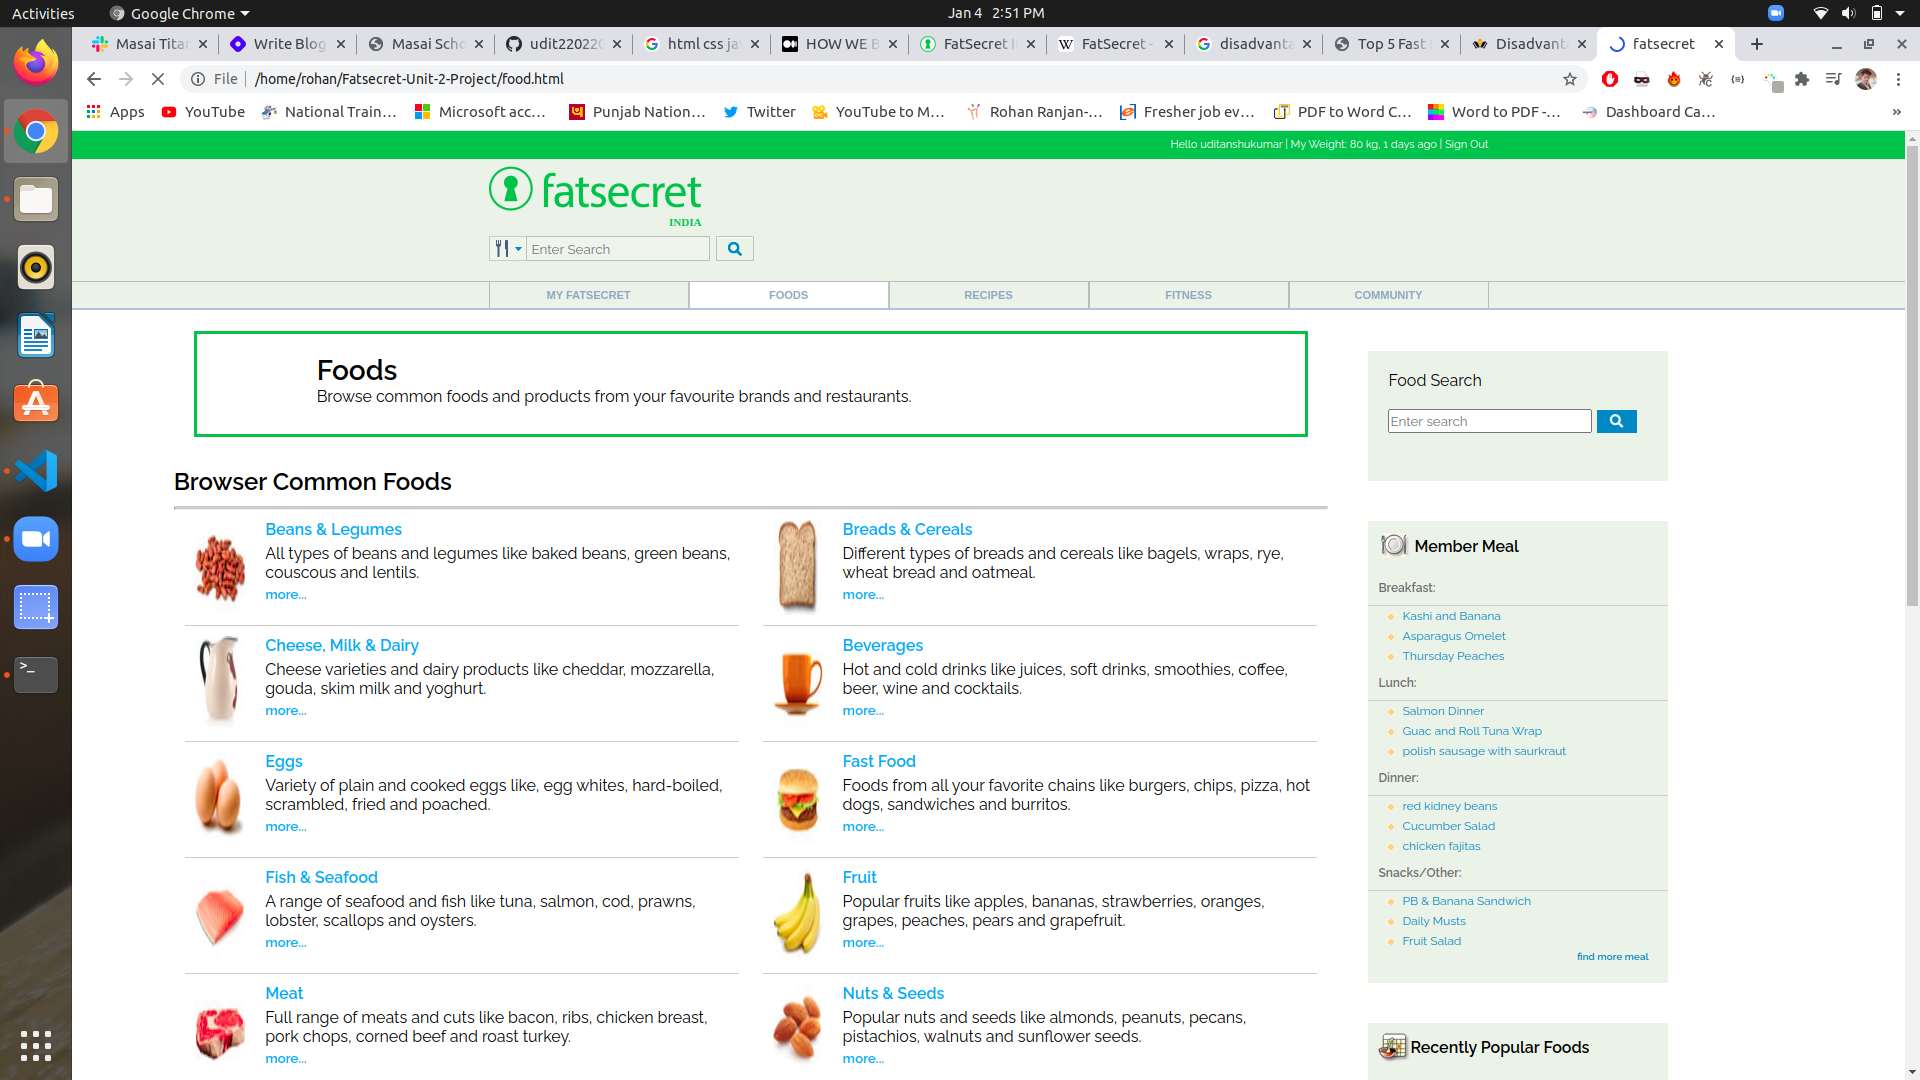 Activities Google Chrome Jan 4 2:51 PM
Masai Titan Write Blog Masai Scho udit22022 html css ja HOW WE B FatSecret I FatSecret - disadvanta Top 5 Fast Disadvanta fatsecret
File /home/rohan/Fatsecret-Unit-2-Project/food.html
Apps YouTube National Train... Microsoft acc... Punjab Nation... Twitter YouTube to M... Rohan Ranjan-... Fresher job ev... PDF to Word C... Word to PDF -... Dashboard Ca... »
Hello uditanshukumar | My Weight: 80 kg, 1 days ago | Sign Out
fatsecret
INDIA
Enter Search
MY FATSECRET FOODS RECIPES FITNESS COMMUNITY
Foods
Browse common foods and products from your favourite brands and restaurants.
Browser Common Foods
Beans & Legumes
All types of beans and legumes like baked beans, green beans,
couscous and lentils.
more...
Breads & Cereals
Different types of breads and cereals like bagels, wraps, rye,
wheat bread and oatmeal.
more...
Cheese, Milk & Dairy
Cheese varieties and dairy products like cheddar, mozzarella,
gouda, skim milk and yoghurt.
more...
Beverages
Hot and cold drinks like juices, soft drinks, smoothies, coffee,
beer, wine and cocktails.
more...
Eggs
Variety of plain and cooked eggs like, egg whites, hard-boiled,
scrambled, fried and poached.
more...
Fast Food
Foods from all your favorite chains like burgers, chips, pizza, hot
dogs, sandwiches and burritos.
more...
Fish & Seafood
A range of seafood and fish like tuna, salmon, cod, prawns,
lobster, scallops and oysters.
more...
Fruit
Popular fruits like apples, bananas, strawberries, oranges,
grapes, peaches, pears and grapefruit.
more...
Meat
Full range of meats and cuts like bacon, ribs, chicken breast,
pork chops, corned beef and roast turkey.
more...
Nuts & Seeds
Popular nuts and seeds like almonds, peanuts, pecans,
pistachios, walnuts and sunflower seeds.
more...
Food Search
Enter search
Member Meal
Breakfast:
Kashi and Banana
Asparagus Omelet
Thursday Peaches
Lunch:
Salmon Dinner
Guac and Roll Tuna Wrap
polish sausage with saurkraut
Dinner:
red kidney beans
Cucumber Salad
chicken fajitas
Snacks/Other:
PB & Banana Sandwich
Daily Musts
Fruit Salad
find more meal
Recently Popular Foods